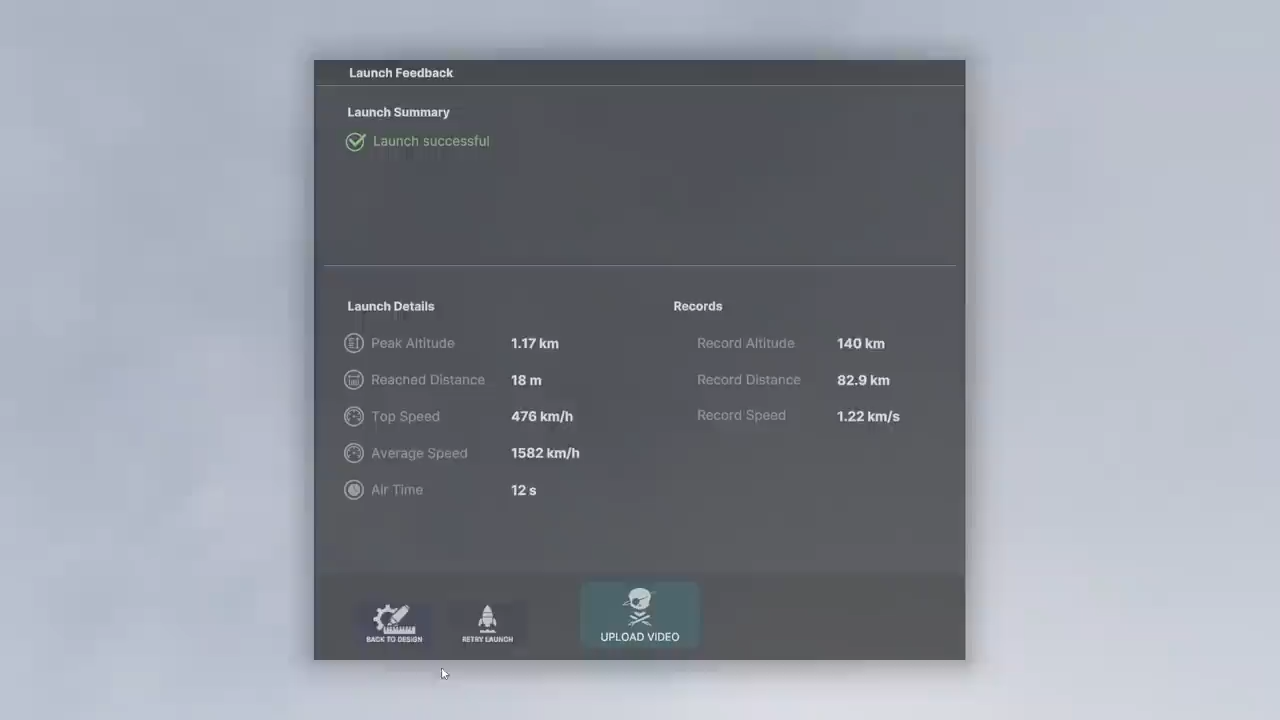 Launch Feedback
Launch Summary
Launch successful
Launch Details
Records
Peak Altitude 1.17 km
Record Altitude 140 km
Reached Distance 18 m
Record Distance 82.9 km
Top Speed 476 km/h
Record Speed 1.22 km/s
Average Speed 1582 km/h
Air Time 12 s
BACK TO DESIGN
RETRY LAUNCH
UPLOAD VIDEO